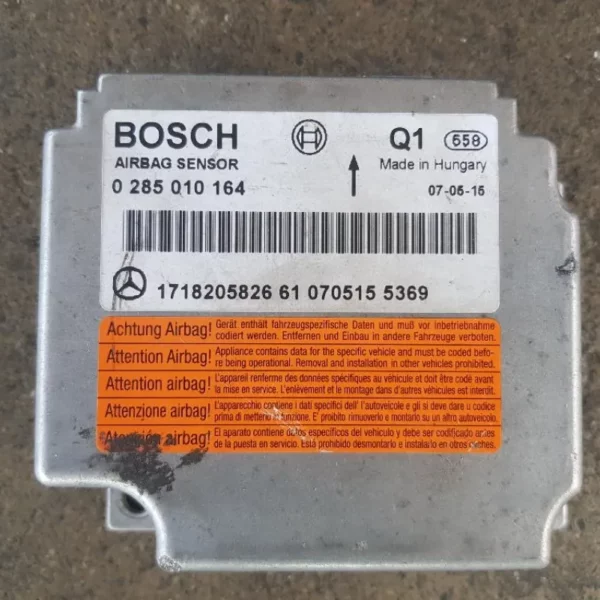 BOSCH
Q1 658
AIRBAG SENSOR
Made in Hungary
0 285 010 164
07-05-15
1718205826 61 070515 5369
Achtung Airbag! Gerät enthält fahrzeugspezifische Daten und muß vor Inbetriebnahme
codiert werden. Entfernen und Einbau in andere Fahrzeuge verboten.
Attention Airbag! Appliance contains data for the specific vehicle and must be coded befo-
re being operational. Removal and installation in other vehicles prohibited.
Attention airbag! L'appareil renferme des données spécifiques au véhicule et doit être codé avant
la mise en service. L'enlèvement et le montage dans d'autres véhicules est interdit.
Attenzione airbag! L'apparecchio contiene i dati specifici dell'autoveicolo e gli si deve dare u codice
prima di metterlo in funzione. E' proibito rimuoverlo e montarlo su un altro autoveicolo.
Atención airbag! El aparato contiene datos específicos del vehículo y debe ser codificado antes
de la puesta en servicio. Está prohibido desmontarlo e instalarlo en otros coches.